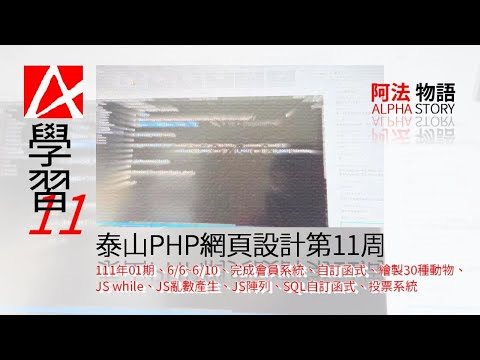 學習11
阿法 物語
ALPHA STORY
泰山PHP網頁設計第11周
111年01期、6/6~6/10、完成會員系統、自訂函式、繪製30種動物、
JS while、JS亂數產生、JS陣列、SQL自訂函式、投票系統